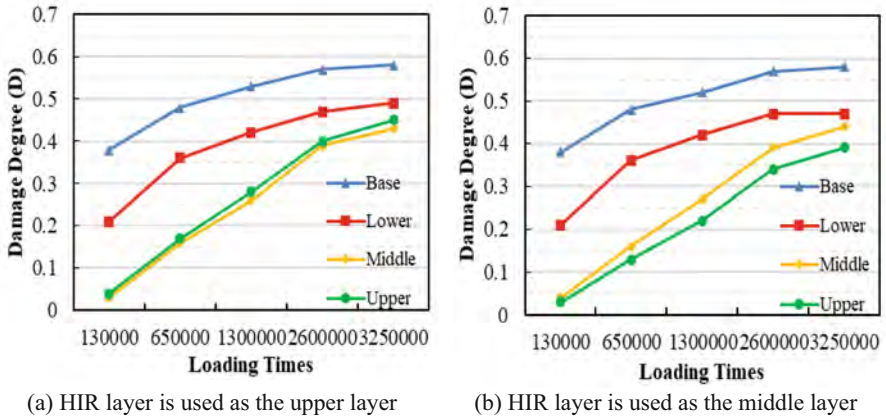 0.7
0.6
0.5
0.4
0.3
0.2
0.1
0
Damage Degree (D)
Base
Lower
Middle
Upper
130000 650000 1300000 2600000 3250000
Loading Times
(a) HIR layer is used as the upper layer
0.7
0.6
0.5
0.4
0.3
0.2
0.1
0
Damage Degree (D)
Base
Lower
Middle
Upper
130000 650000 1300000 2600000 3250000
Loading Times
(b) HIR layer is used as the middle layer